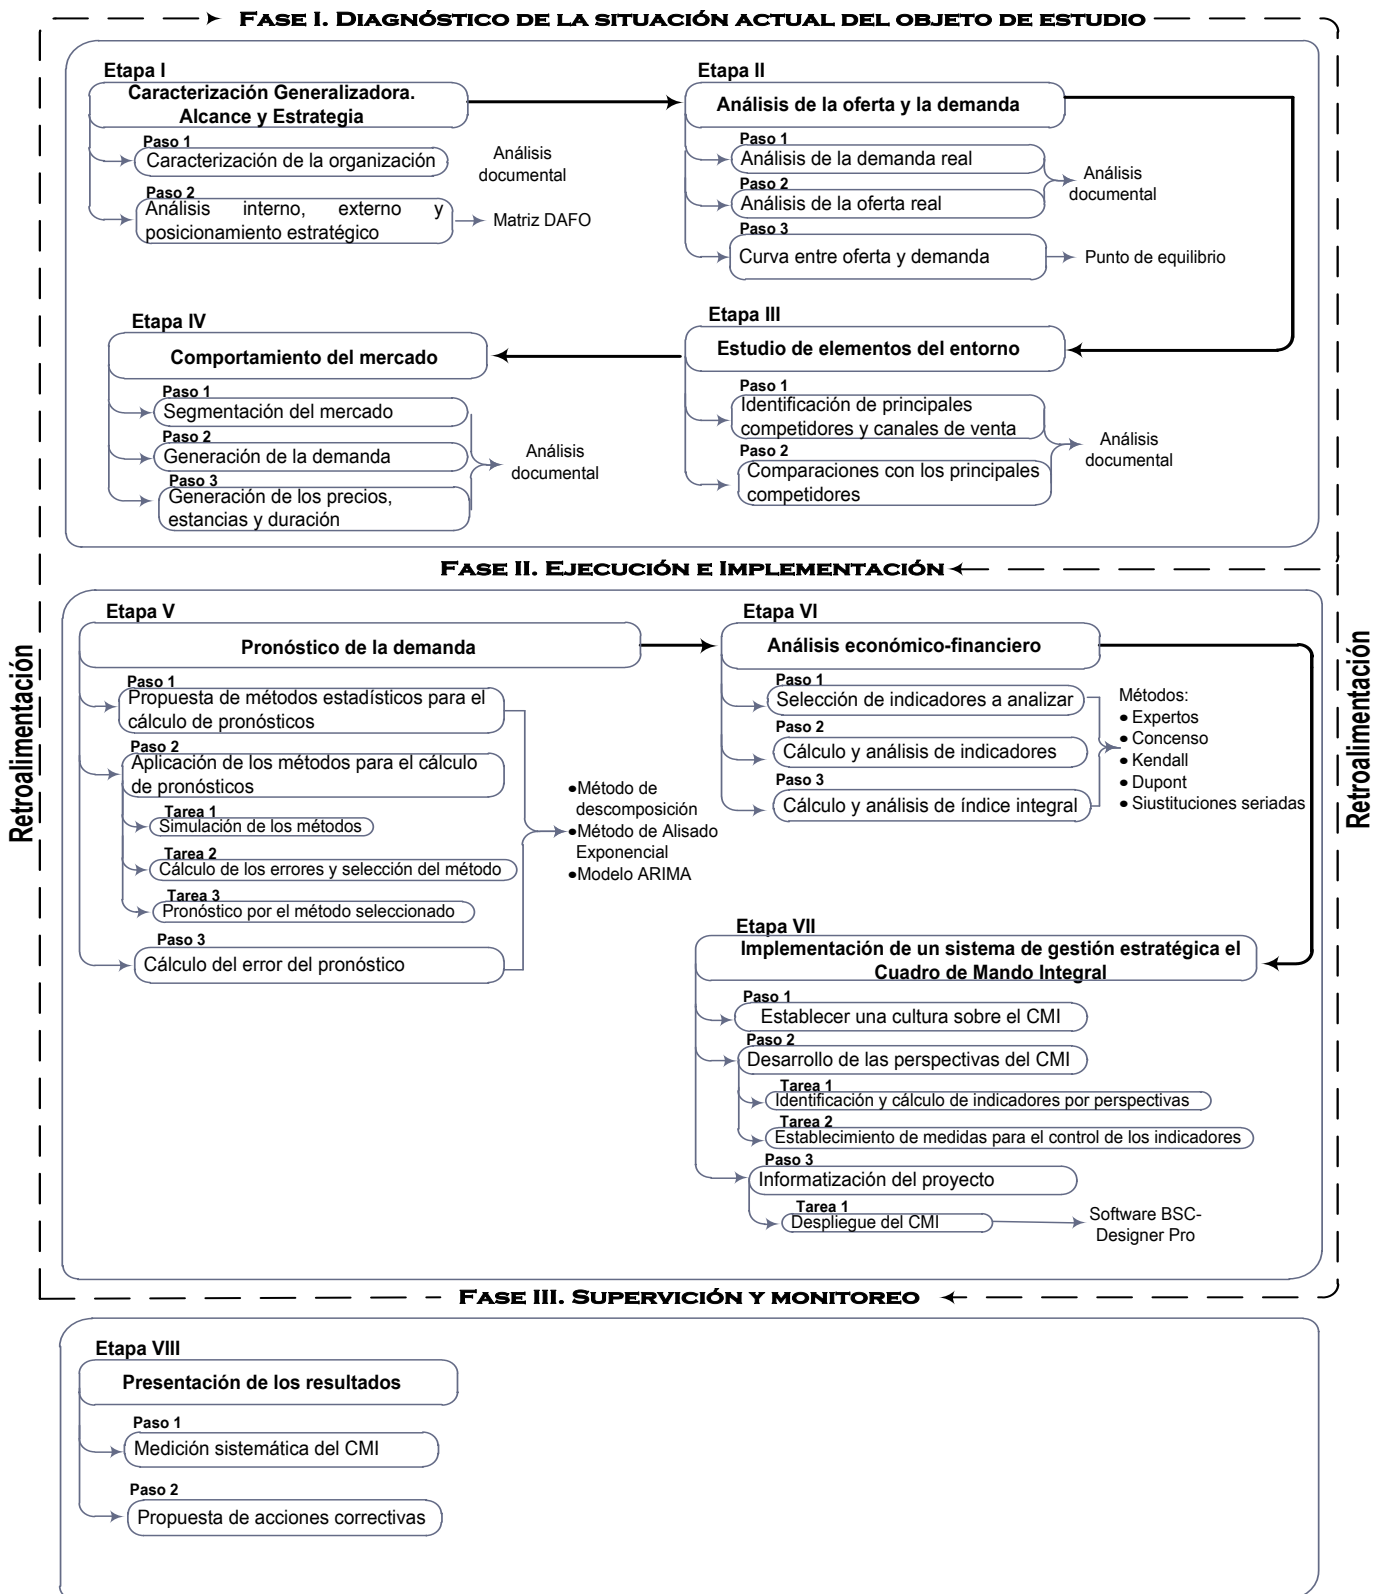 FASE I. DIAGNÓSTICO DE LA SITUACIÓN ACTUAL DEL OBJETO DE ESTUDIO
Etapa I
Caracterización Generalizadora.
Alcance y Estrategia
Paso 1
Caracterización de la organización
Análisis
documental
Paso 2
Análisis interno, externo y
posicionamiento estratégico
Matriz DAFO
Etapa II
Análisis de la oferta y la demanda
Paso 1
Análisis de la demanda real
Paso 2
Análisis de la oferta real
Análisis
documental
Paso 3
Curva entre oferta y demanda
Punto de equilibrio
Etapa III
Estudio de elementos del entorno
Paso 1
Identificación de principales
competidores y canales de venta
Paso 2
Comparaciones con los principales
competidores
Análisis
documental
Etapa IV
Comportamiento del mercado
Paso 1
Segmentación del mercado
Paso 2
Generación de la demanda
Paso 3
Generación de los precios,
estancias y duración
Análisis
documental
FASE II. EJECUCIÓN E IMPLEMENTACIÓN
Retroalimentación
Retroalimentación
Etapa V
Pronóstico de la demanda
Paso 1
Propuesta de métodos estadísticos para el
cálculo de pronósticos
Paso 2
Aplicación de los métodos para el cálculo
de pronósticos
Tarea 1
Simulación de los métodos
Tarea 2
Cálculo de los errores y selección del método
Tarea 3
Pronóstico por el método seleccionado
Paso 3
Cálculo del error del pronóstico
•Método de
descomposición
•Método de Alisado
Exponencial
•Modelo ARIMA
Etapa VI
Análisis económico-financiero
Paso 1
Selección de indicadores a analizar
Paso 2
Cálculo y análisis de indicadores
Paso 3
Cálculo y análisis de índice integral
Métodos:
• Expertos
• Concenso
• Kendall
• Dupont
• Siustituciones seriadas
Etapa VII
Implementación de un sistema de gestión estratégica el
Cuadro de Mando Integral
Paso 1
Establecer una cultura sobre el CMI
Paso 2
Desarrollo de las perspectivas del CMI
Tarea 1
Identificación y cálculo de indicadores por perspectivas
Tarea 2
Establecimiento de medidas para el control de los indicadores
Paso 3
Informatización del proyecto
Tarea 1
Despliegue del CMI
Software BSC-
Designer Pro
FASE III. SUPERVICIÓN Y MONITOREO
Etapa VIII
Presentación de los resultados
Paso 1
Medición sistemática del CMI
Paso 2
Propuesta de acciones correctivas